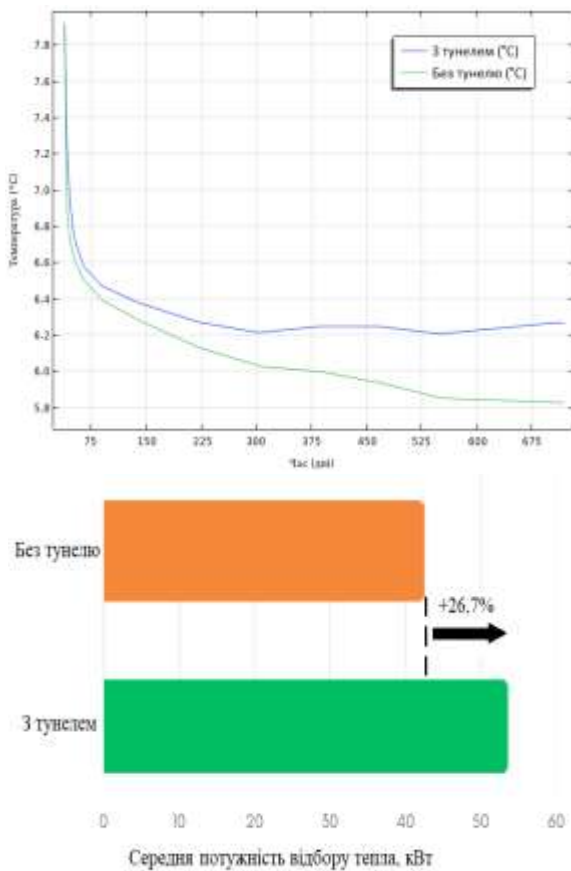 7.8
7.6
7.4
7.2
7.0
6.8
6.6
6.4
6.2
6.0
5.8
Температура (°C)
З тунелем (°C)
Без тунелю (°C)
75 150 225 300 375 450 525 600 675
Час (дні)
Без тунелю
+26,7%
З тунелем
0 10 20 30 40 50 60
Середня потужність відбору тепла, кВт